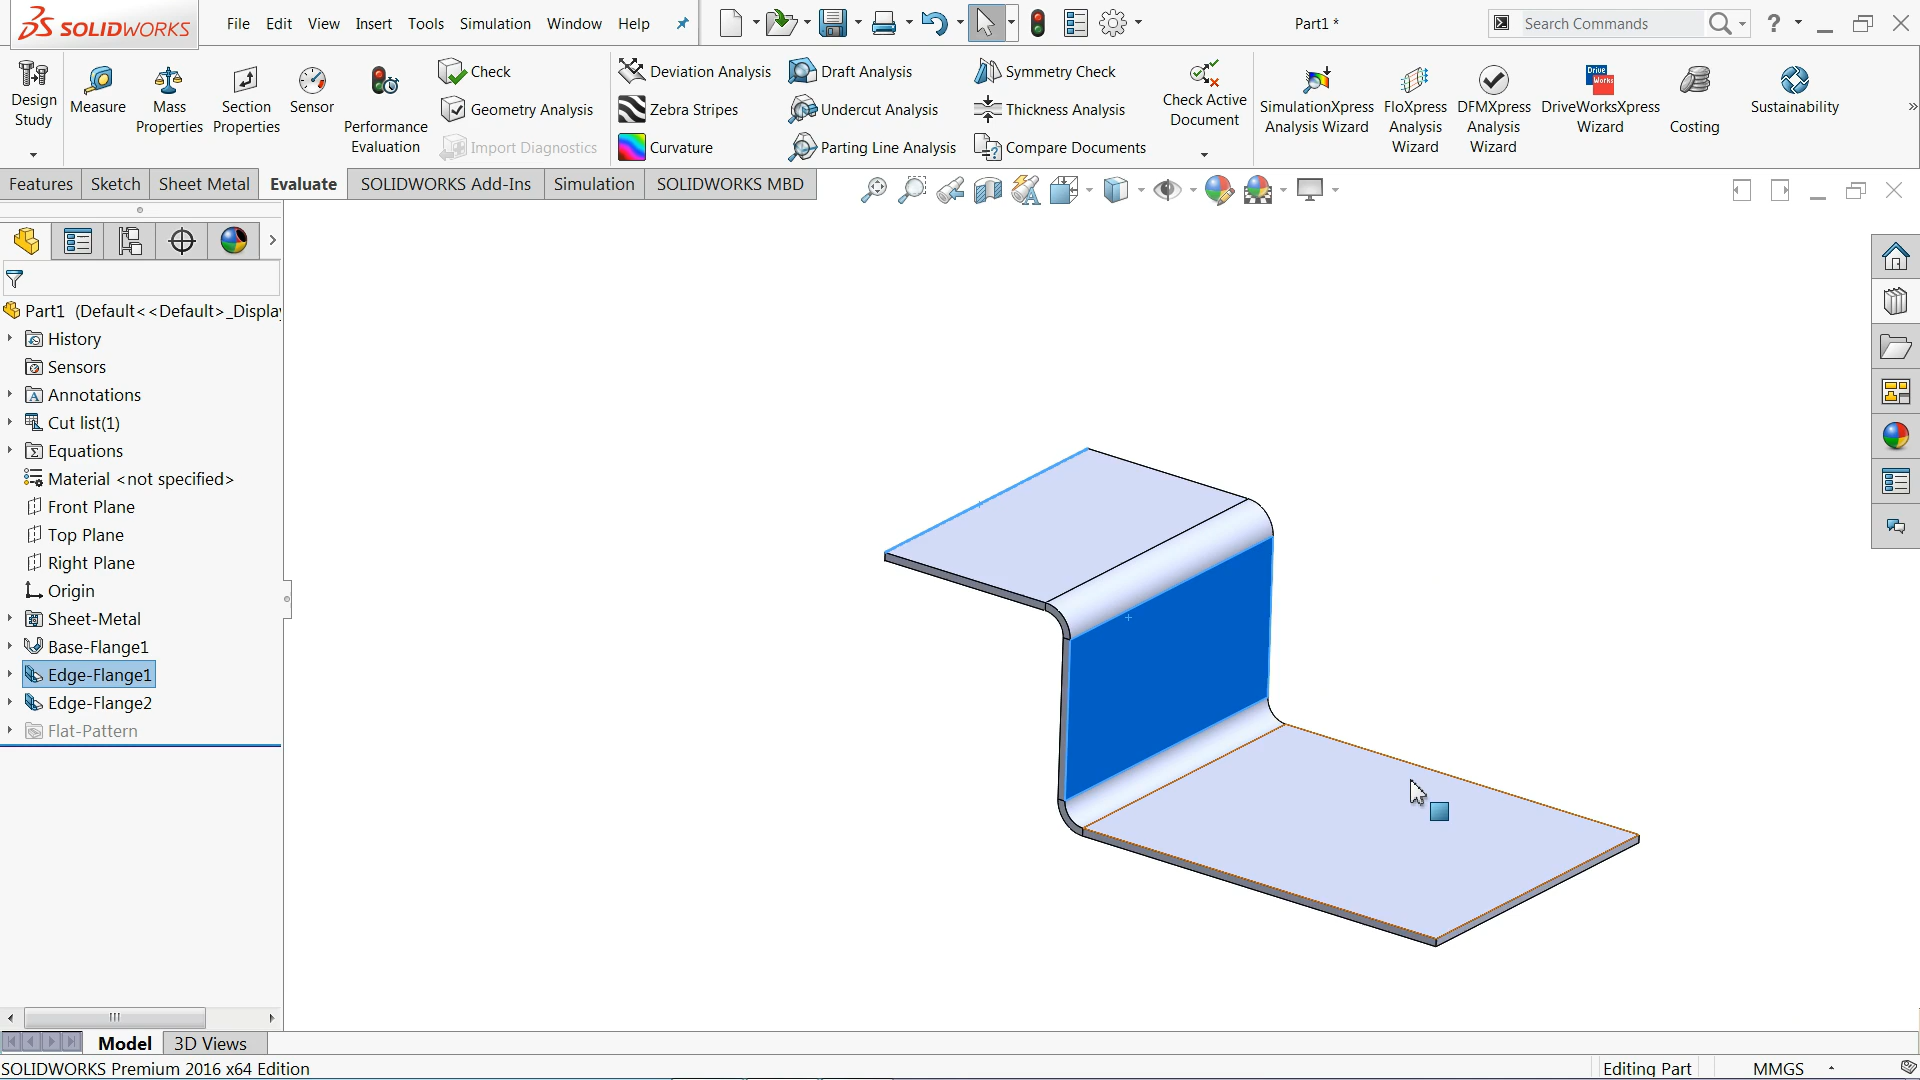 SOLIDWORKS
File Edit View Insert Tools Simulation Window Help
Part1 *
Search Commands
Design Study
Measure
Mass Properties
Section Properties
Sensor
Performance Evaluation
Check
Geometry Analysis
Import Diagnostics
Deviation Analysis
Zebra Stripes
Curvature
Draft Analysis
Undercut Analysis
Parting Line Analysis
Symmetry Check
Thickness Analysis
Compare Documents
Check Active Document
SimulationXpress Analysis Wizard
FloXpress Analysis Wizard
DFMXpress Analysis Wizard
Drive Works
DriveWorksXpress Wizard
Costing
Sustainability
Features Sketch Sheet Metal Evaluate SOLIDWORKS Add-Ins Simulation SOLIDWORKS MBD
Part1 (Default<<Default>_Displa
History
Sensors
Annotations
Cut list(1)
Equations
Material <not specified>
Front Plane
Top Plane
Right Plane
Origin
Sheet-Metal
Base-Flange1
Edge-Flange1
Edge-Flange2
Flat-Pattern
Model 3D Views
SOLIDWORKS Premium 2016 x64 Edition
Editing Part
MMGS